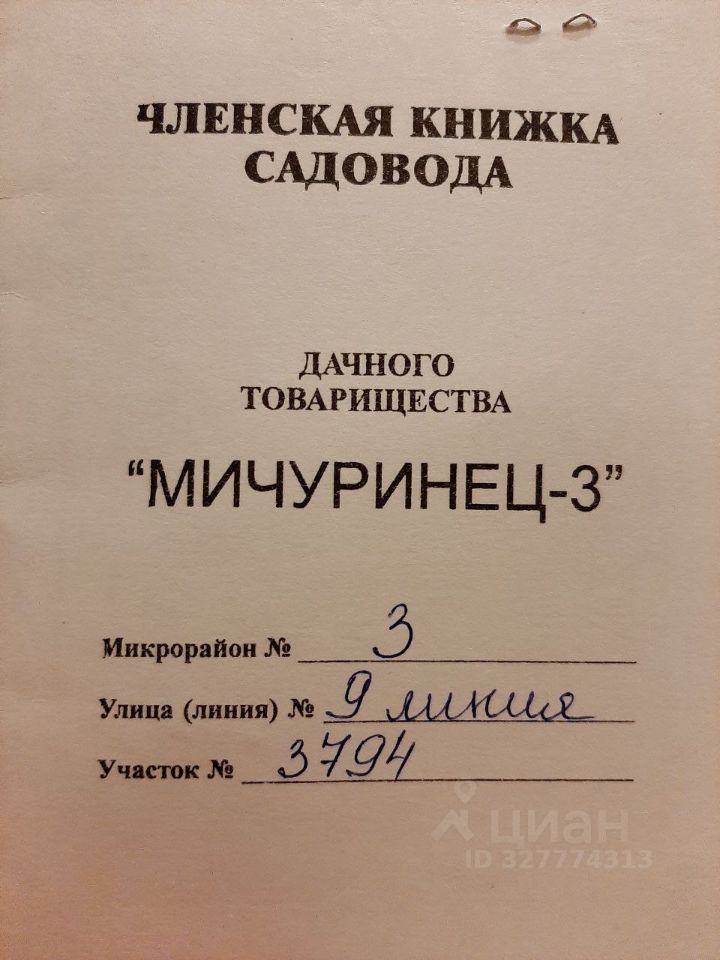 ЧЛЕНСКАЯ КНИЖКА
САДОВОДА
ДАЧНОГО
ТОВАРИЩЕСТВА
“МИЧУРИНЕЦ-3”
Микрорайон № 3
Улица (линия) № 9 линия
Участок № 3794
циан
ID 327774313